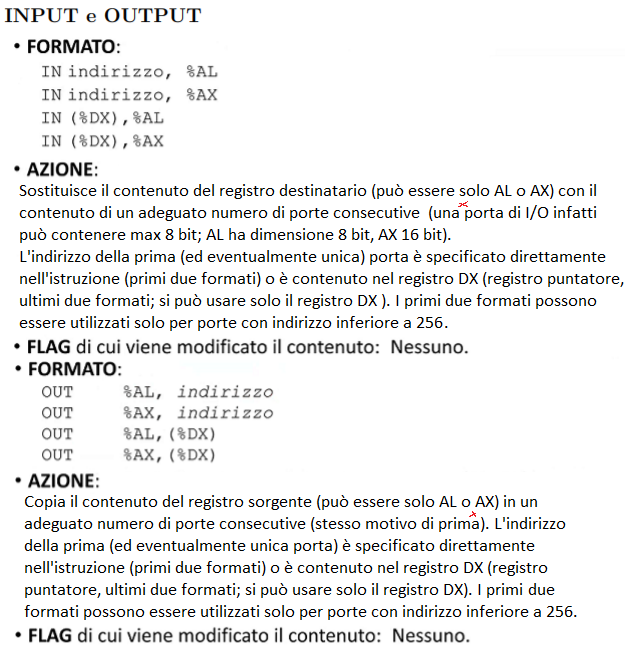 INPUT e OUTPUT
• FORMATO:
IN indirizzo, %AL
IN indirizzo, %AX
IN (%DX),%AL
IN (%DX),%AX
• AZIONE:
Sostituisce il contenuto del registro destinatario (può essere solo AL o AX) con il
contenuto di un adeguato numero di porte consecutive (una porta di I/O infatti
può contenere max 8 bit; AL ha dimensione 8 bit, AX 16 bit).
L'indirizzo della prima (ed eventualmente unica) porta è specificato direttamente
nell'istruzione (primi due formati) o è contenuto nel registro DX (registro puntatore,
ultimi due formati; si può usare solo il registro DX ). I primi due formati possono
essere utilizzati solo per porte con indirizzo inferiore a 256.
• FLAG di cui viene modificato il contenuto: Nessuno.
• FORMATO:
OUT %AL, indirizzo
OUT %AX, indirizzo
OUT %AL,(%DX)
OUT %AX,(%DX)
• AZIONE:
Copia il contenuto del registro sorgente (può essere solo AL o AX) in un
adeguato numero di porte consecutive (stesso motivo di prima). L'indirizzo
della prima (ed eventualmente unica porta) è specificato direttamente
nell'istruzione (primi due formati) o è contenuto nel registro DX (registro
puntatore, ultimi due formati; si può usare solo il registro DX). I primi due
formati possono essere utilizzati solo per porte con indirizzo inferiore a 256.
• FLAG di cui viene modificato il contenuto: Nessuno.